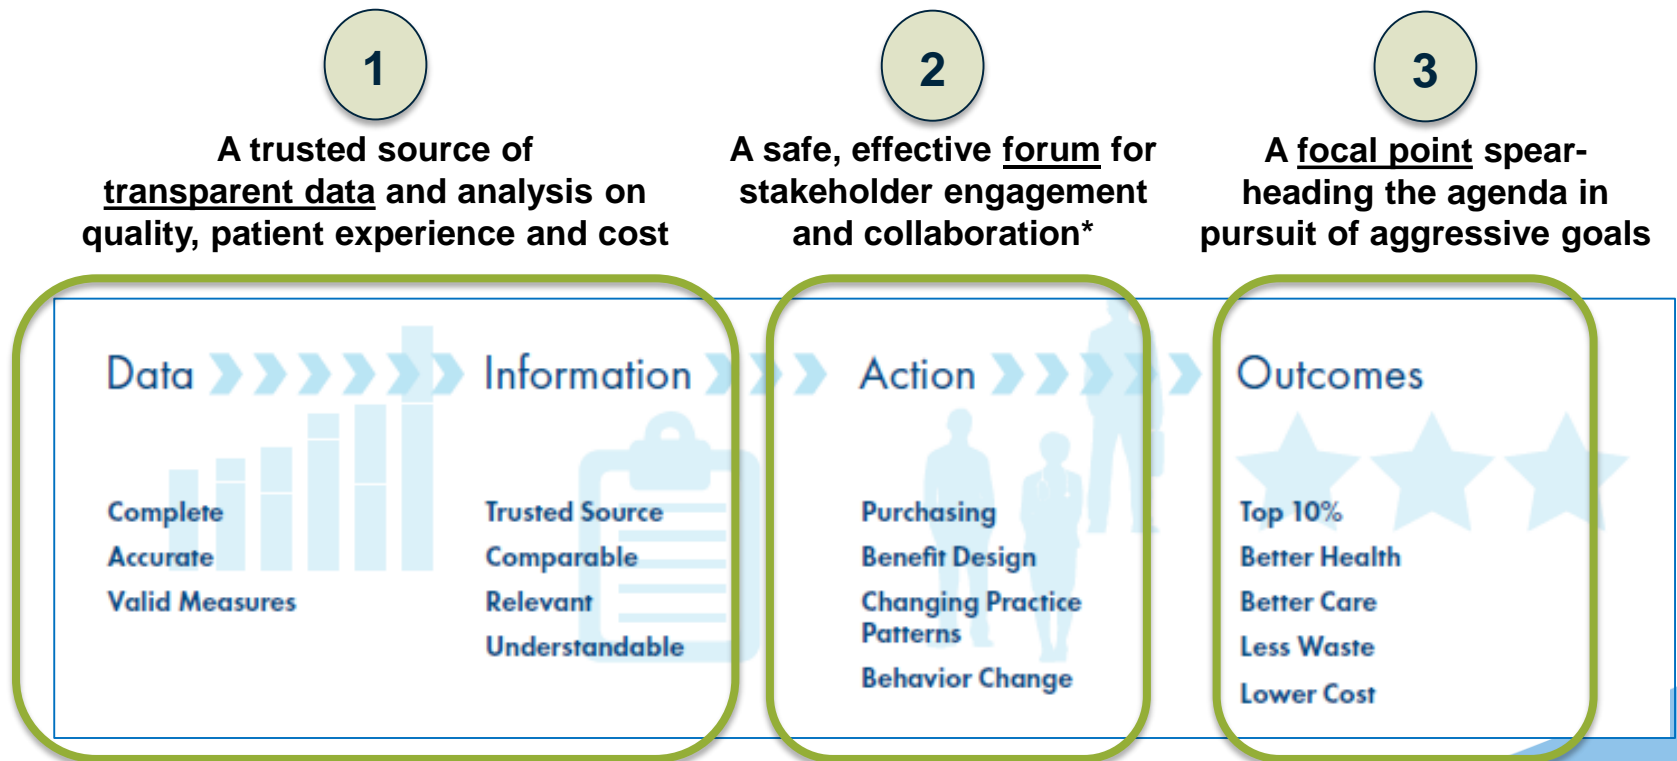 1
A trusted source of
transparent data and analysis on
quality, patient experience and cost
2
A safe, effective forum for
stakeholder engagement
and collaboration*
3
A focal point spear-
heading the agenda in
pursuit of aggressive goals
Data
Complete
Accurate
Valid Measures
Information
Trusted Source
Comparable
Relevant
Understandable
Action
Purchasing
Benefit Design
Changing Practice
Patterns
Behavior Change
Outcomes
Top 10%
Better Health
Better Care
Less Waste
Lower Cost